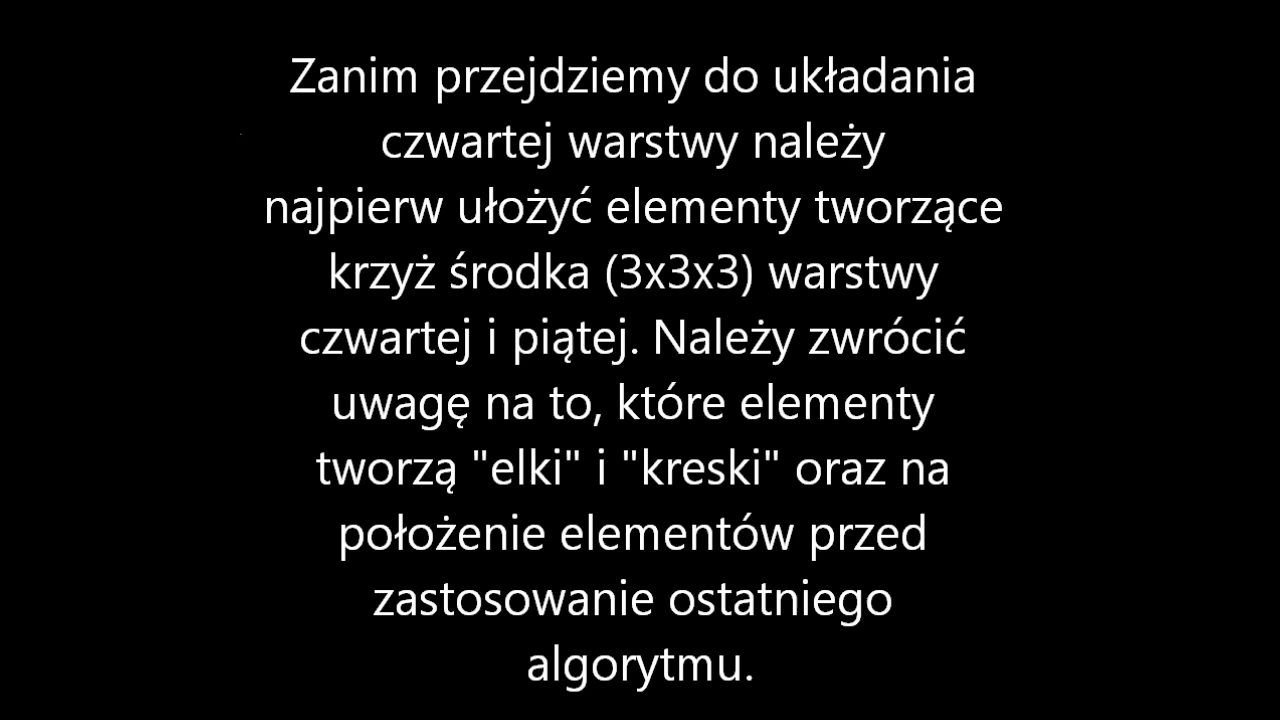 Zanim przejdziemy do układania
czwartej warstwy należy
najpierw ułożyć elementy tworzące
krzyż środka (3x3x3) warstwy
czwartej i piątej. Należy zwrócić
uwagę na to, które elementy
tworzą "elki" i "kreski" oraz na
położenie elementów przed
zastosowanie ostatniego
algorytmu.